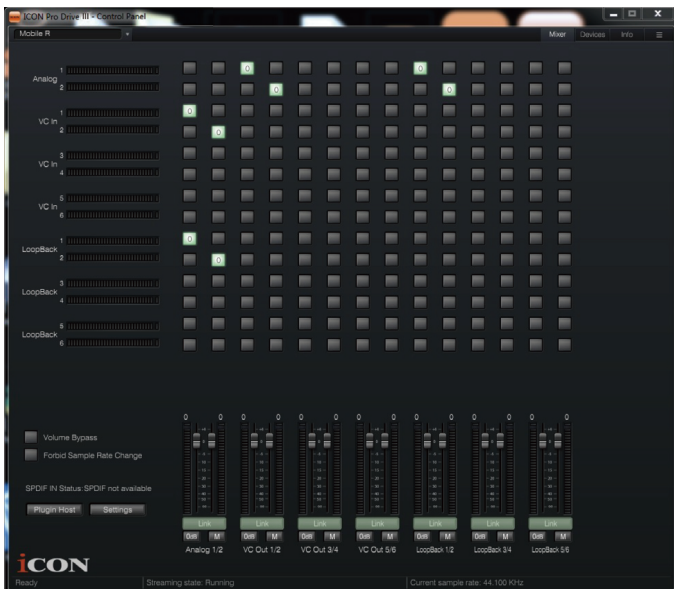 ICON Pro Drive III - Control Panel
Mobile R
Mixer Devices Info
1
Analog
2
0 0
0 0
1
VC In
2
0
0
3
VC In
4
5
VC In
6
1
LoopBack
2
0
0
3
LoopBack
4
5
LoopBack
6
0 0 0 0 0 0 0 0 0 0 0 0 0 0
Volume Bypass
Forbid Sample Rate Change
SPDIF IN Status: SPDIF not available
Plugin Host Settings
Link Link Link Link Link Link Link
0dB M 0dB M 0dB M 0dB M 0dB M 0dB M 0dB M
Analog 1/2 VC Out 1/2 VC Out 3/4 VC Out 5/6 LoopBack 1/2 LoopBack 3/4 LoopBack 5/6
iCON
Ready Streaming state: Running Current sample rate: 44.100 KHz